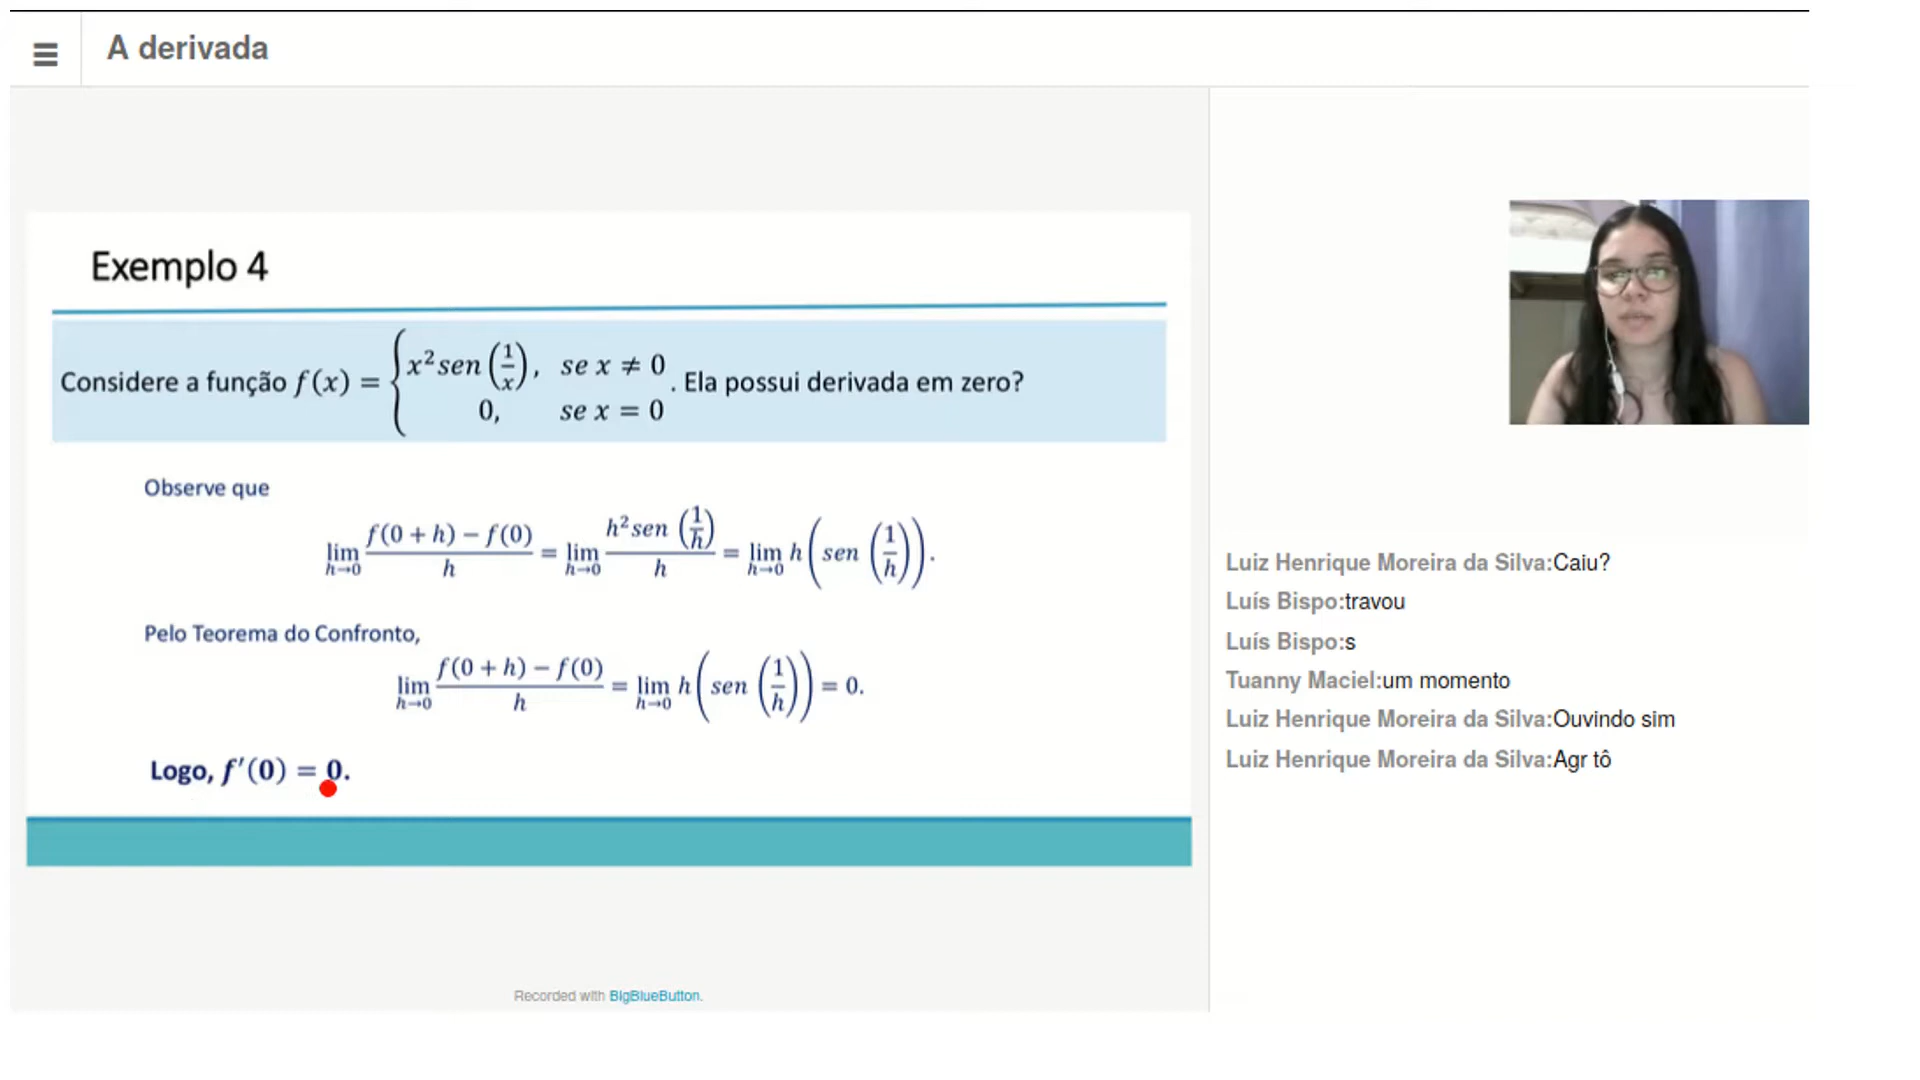 A derivada
Exemplo 4
Considere a função f(x) = { x² sen (1/x), se x ≠ 0
0, se x = 0 . Ela possui derivada em zero?
Observe que
lim h→0 f(0 + h) − f(0) / h = lim h→0 h² sen (1/h) / h = lim h→0 h (sen (1/h)).
Pelo Teorema do Confronto,
lim h→0 f(0 + h) − f(0) / h = lim h→0 h (sen (1/h)) = 0.
Logo, f′(0) = 0.
Recorded with BigBlueButton.
Luiz Henrique Moreira da Silva:Caiu?
Luís Bispo:travou
Luís Bispo:s
Tuanny Maciel:um momento
Luiz Henrique Moreira da Silva:Ouvindo sim
Luiz Henrique Moreira da Silva:Agr tô